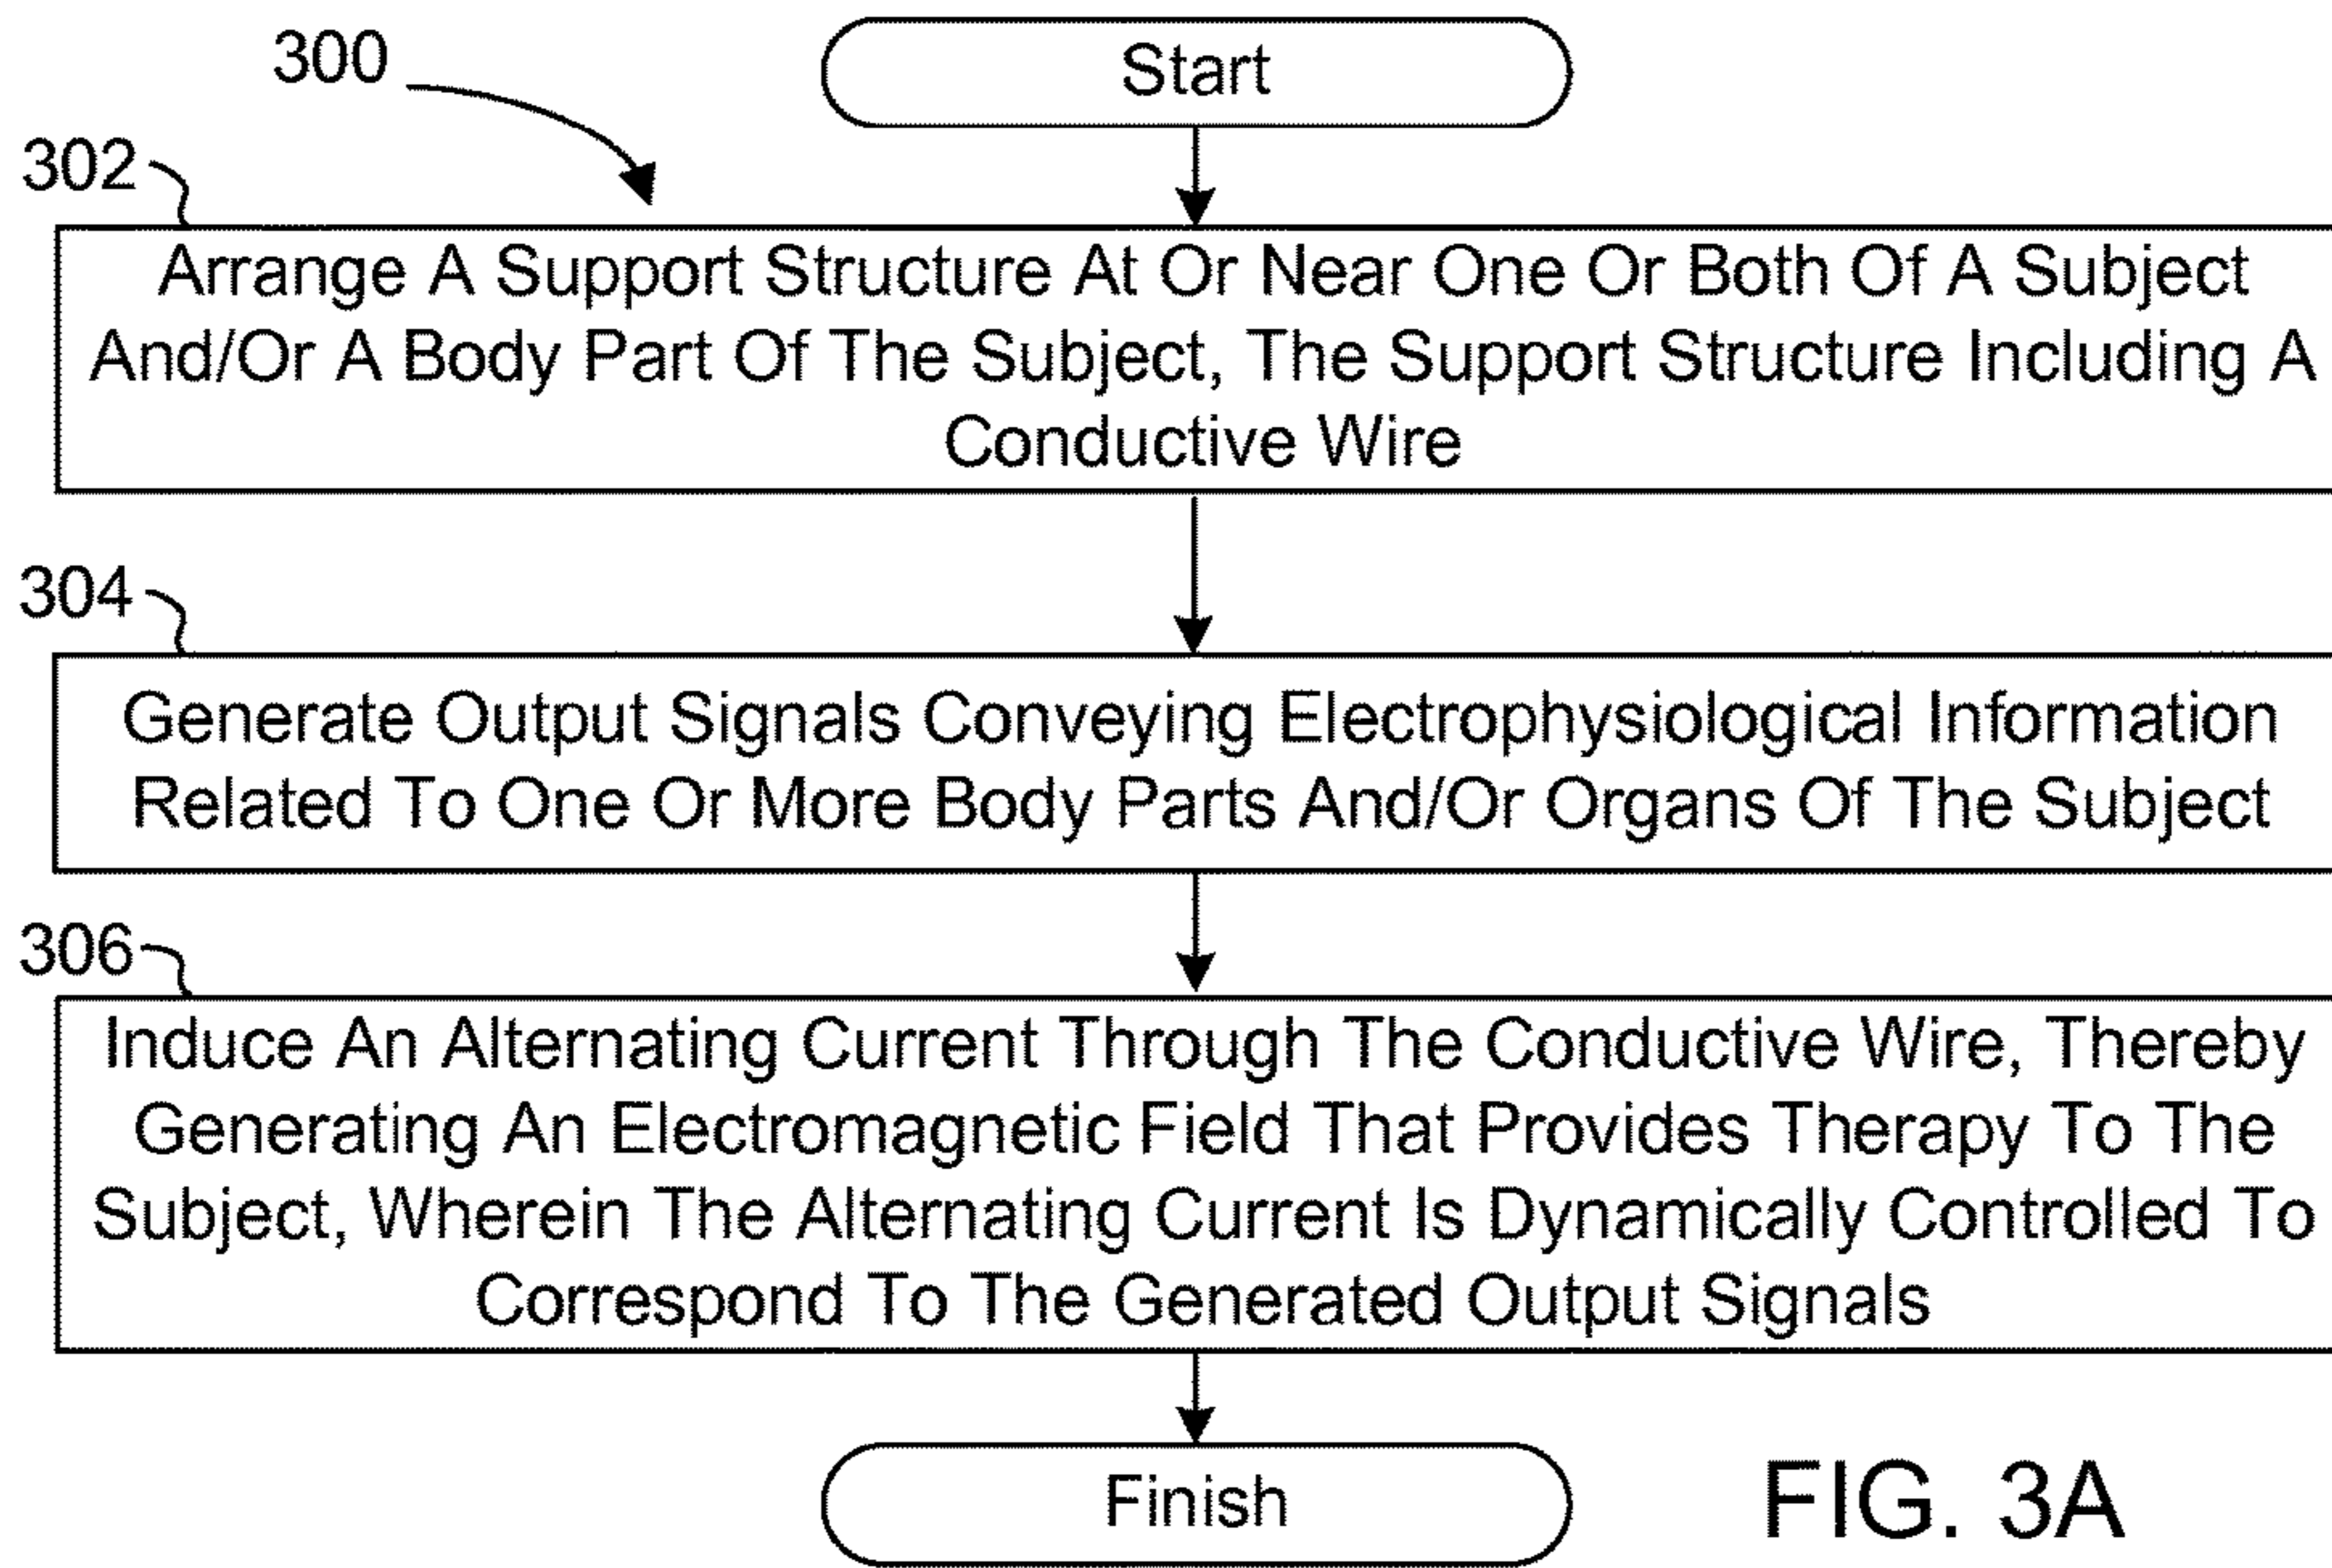 300
Start
302
Arrange A Support Structure At Or Near One Or Both Of A Subject
And/Or A Body Part Of The Subject, The Support Structure Including A
Conductive Wire
304
Generate Output Signals Conveying Electrophysiological Information
Related To One Or More Body Parts And/Or Organs Of The Subject
306
Induce An Alternating Current Through The Conductive Wire, Thereby
Generating An Electromagnetic Field That Provides Therapy To The
Subject, Wherein The Alternating Current Is Dynamically Controlled To
Correspond To The Generated Output Signals
Finish
FIG. 3A